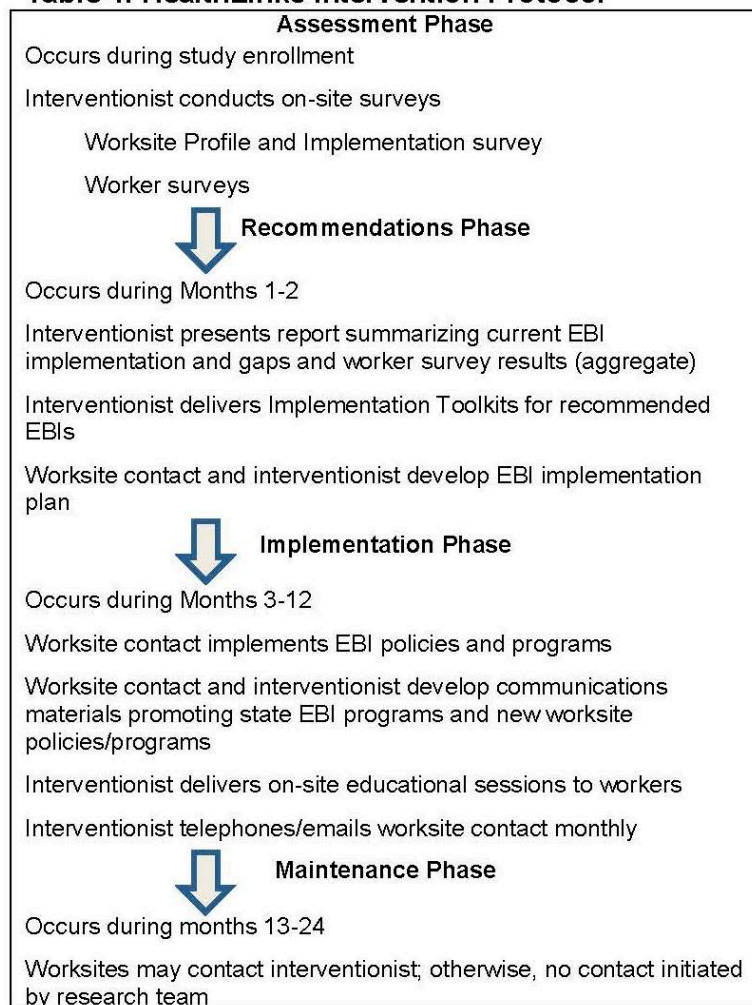 Table 4. HealthLinks Intervention Protocol
Assessment Phase
Occurs during study enrollment
Interventionist conducts on-site surveys
Worksite Profile and Implementation survey
Worker surveys
Recommendations Phase
Occurs during Months 1-2
Interventionist presents report summarizing current EBI
implementation and gaps and worker survey results (aggregate)
Interventionist delivers Implementation Toolkits for recommended
EBIs
Worksite contact and interventionist develop EBI implementation
plan
Implementation Phase
Occurs during Months 3-12
Worksite contact implements EBI policies and programs
Worksite contact and interventionist develop communications
materials promoting state EBI programs and new worksite
policies/programs
Interventionist delivers on-site educational sessions to workers
Interventionist telephones/emails worksite contact monthly
Maintenance Phase
Occurs during months 13-24
Worksites may contact interventionist; otherwise, no contact initiated
by research team